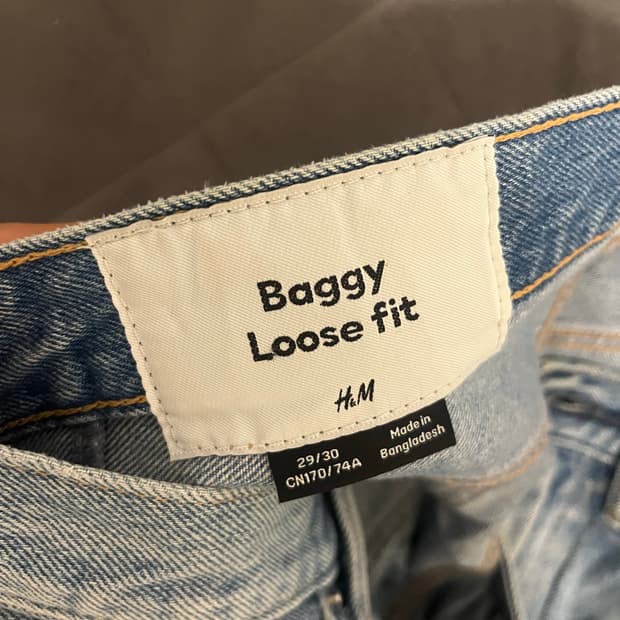 Baggy
Loose fit
H&M
29/30
CN170/74A
Made in
Bangladesh